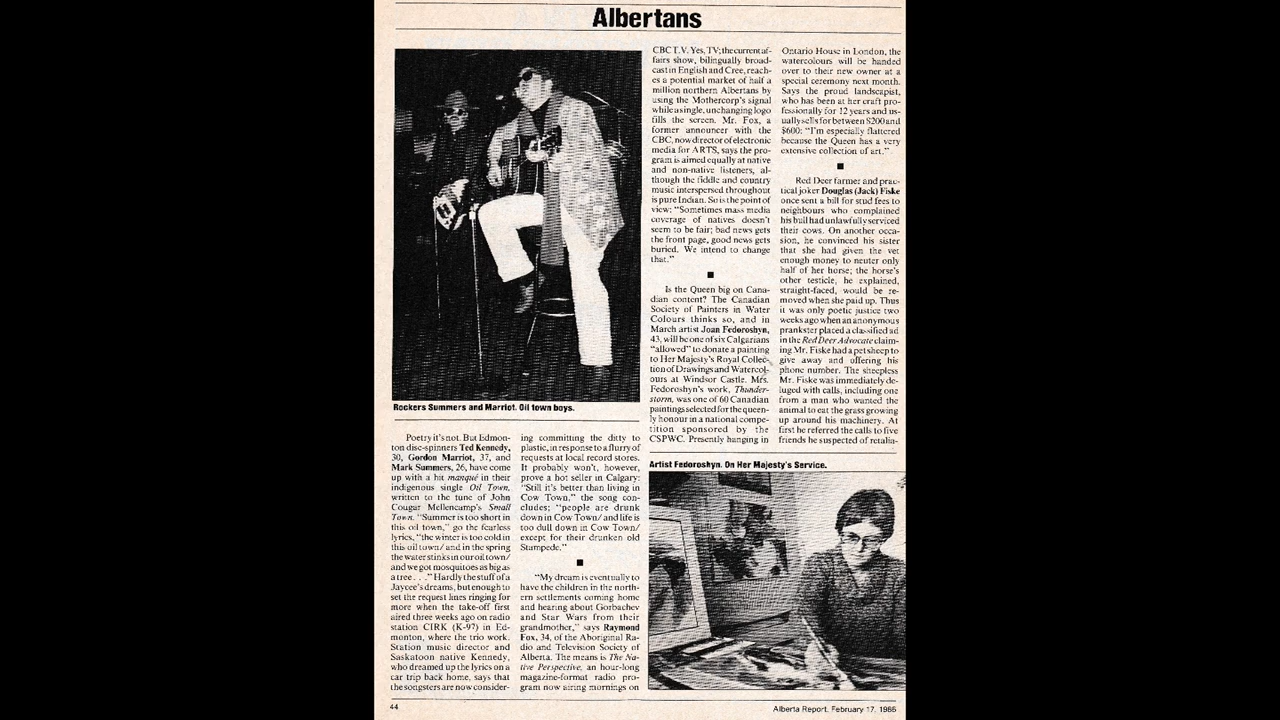 Albertans
Rockers Summers and Marriot. Oil town boys.
Poetry it's not. But Edmon-
ton disc-spinners Ted Kennedy,
30, Gordon Marriot, 37, and
Mark Summers, 26, have come
up with a hit manqué in their
indigenous single Oil Town,
written to the tune of John
Cougar Mellencamp's Small
Town. "Summer is too short in
this oil town," go the fearless
lyrics, "the winter is too cold in
this oil town/ and in the spring
the water stinks in our oil town/
and we got mosquitoes as big as
a tree . . ." Hardly the stuff of a
Jaycee's dreams, but enough to
set the request lines ringing for
more when the take-off first
aired three weeks ago on radio
station CIRK (K-97) in Ed-
monton, where the trio work.
Station music director and
Saskatoon native Kennedy,
who dreamed up the lyrics on a
car trip back home, says that
the songsters are now consider-
ing committing the ditty to
plastic, in response to a flurry of
requests at local record stores.
It probably won't, however,
prove a hot seller in Calgary:
"Still it's better than living in
Cow Town," the song con-
cludes; "people are drunk
down in Cow Town/ and life is
too dull down in Cow Town/
except for their drunken old
Stampede."
"My dream is eventually to
have the children in the north-
ern settlements coming home
and hearing about Gorbachev
and Star Wars from their
grandmother," says Raymond
Fox, 34, of the Aboriginal Ra-
dio and Television Society of
Alberta. The means is The Na-
tive Perspective, an hour-long
magazine-format radio pro-
gram now airing mornings on
CBC T.V. Yes, TV; the current af-
fairs show, bilingually broad-
cast in English and Cree, reach-
es a potential market of half a
million northern Albertans by
using the Mothercorp's signal
while a single, unchanging logo
fills the screen. Mr. Fox, a
former announcer with the
CBC, now director of electronic
media for ARTS, says the pro-
gram is aimed equally at native
and non-native listeners, al-
though the fiddle and country
music interspersed throughout
is pure Indian. So is the point of
view: "Sometimes mass media
coverage of natives doesn't
seem to be fair; bad news gets
the front page, good news gets
buried. We intend to change
that."
Is the Queen big on Cana-
dian content? The Canadian
Society of Painters in Water
Colours thinks so, and in
March artist Joan Fedoroshyn,
43, will be one of six Calgarians
"allowed" to donate a painting
to Her Majesty's Royal Collec-
tion of Drawings and Watercol-
ours at Windsor Castle. Mrs.
Fedoroshyn's work, Thunder-
storm, was one of 60 Canadian
paintings selected for the queen-
ly honour in a national compe-
tition sponsored by the
CSPWC. Presently hanging in
Ontario House in London, the
watercolours will be handed
over to their new owner at a
special ceremony next month.
Says the proud landscapist,
who has been at her craft pro-
fessionally for 12 years and us-
ually sells for between $200 and
$600: "I'm especially flattered
because the Queen has a very
extensive collection of art."
Red Deer farmer and prac-
tical joker Douglas (Jack) Fiske
once sent a bill for stud fees to
neighbours who complained
his bull had unlawfully serviced
their cows. On another occa-
sion, he convinced his sister
that she had given the vet
enough money to neuter only
half of her horse; the horse's
other testicle, he explained,
straight-faced, would be re-
moved when she paid up. Thus
it was only poetic justice two
weeks ago when an anonymous
prankster placed a classified ad
in the Red Deer Advocate claim-
ing Mr. Fiske had a pet sheep to
give away and offering his
phone number. The sheepless
Mr. Fiske was immediately de-
luged with calls, including one
from a man who wanted the
animal to eat the grass growing
up around his machinery. At
first he referred the calls to five
friends he suspected of retalia-
Artist Fedoroshyn. On Her Majesty's Service.
44
Alberta Report, February 17, 1986